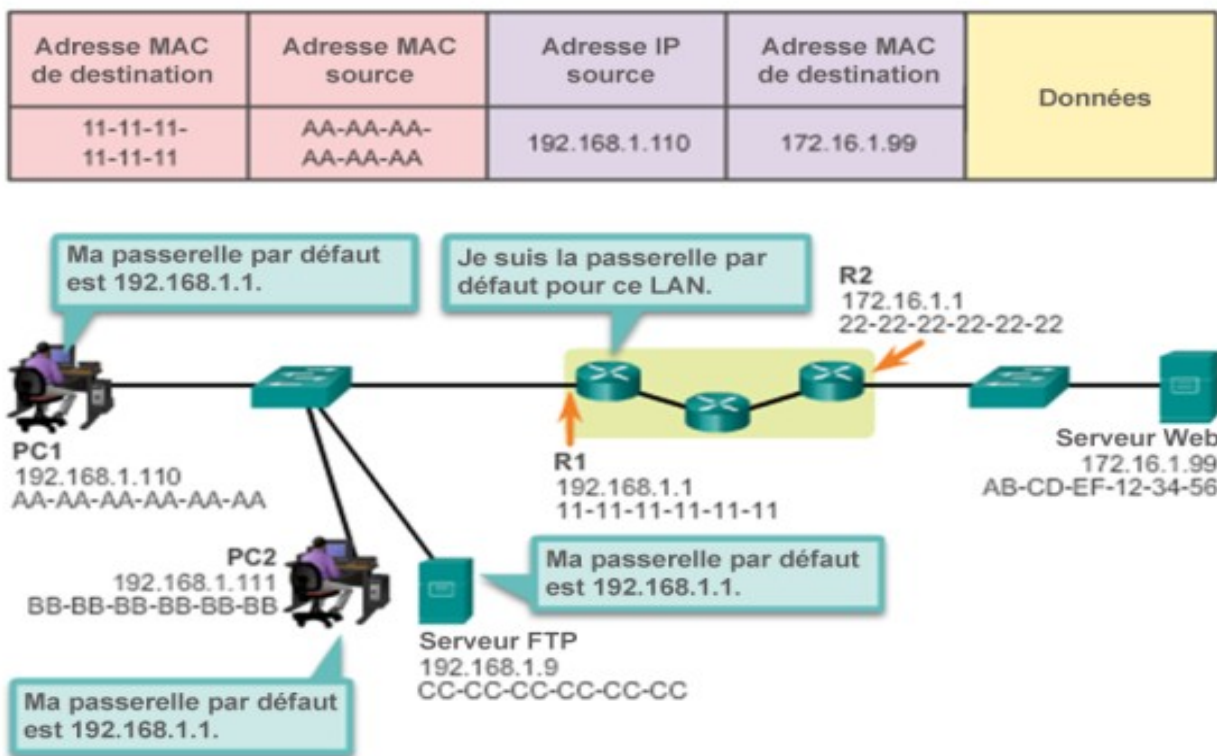 Adresse MAC
de destination
Adresse MAC
source
Adresse IP
source
Adresse MAC
de destination
Données
11-11-11-
11-11-11
AA-AA-AA-
AA-AA-AA
192.168.1.110
172.16.1.99
Ma passerelle par défaut
est 192.168.1.1.
Je suis la passerelle par
défaut pour ce LAN.
R2
172.16.1.1
22-22-22-22-22-22
PC1
192.168.1.110
AA-AA-AA-AA-AA-AA
R1
192.168.1.1
11-11-11-11-11-11
Serveur Web
172.16.1.99
AB-CD-EF-12-34-56
PC2
192.168.1.111
BB-BB-BB-BB-BB-BB
Ma passerelle par défaut
est 192.168.1.1.
Serveur FTP
192.168.1.9
CC-CC-CC-CC-CC-CC
Ma passerelle par défaut
est 192.168.1.1.